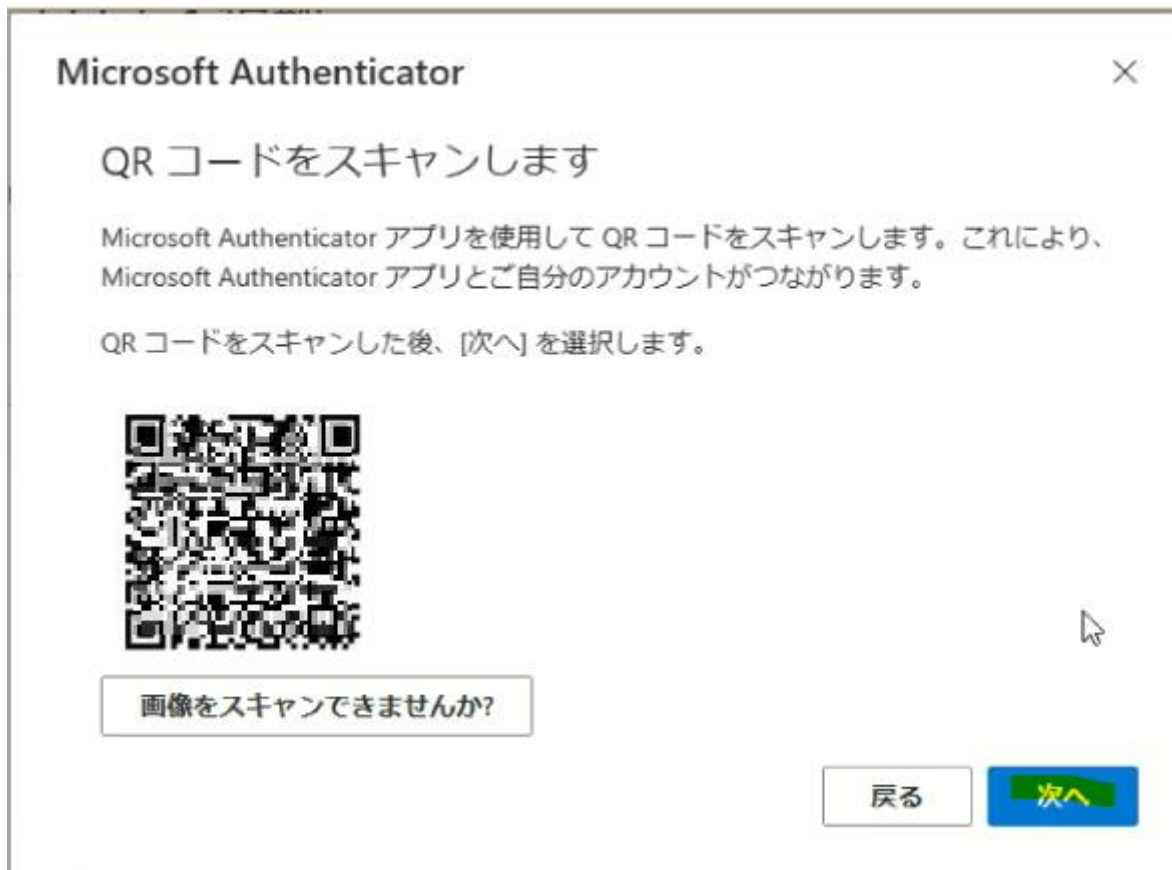 Microsoft Authenticator
QR コードをスキャンします
Microsoft Authenticator アプリを使用して QR コードをスキャンします。これにより、
Microsoft Authenticator アプリとご自分のアカウントがつながります。
QR コードをスキャンした後、[次へ] を選択します。
画像をスキャンできませんか?
戻る
次へ